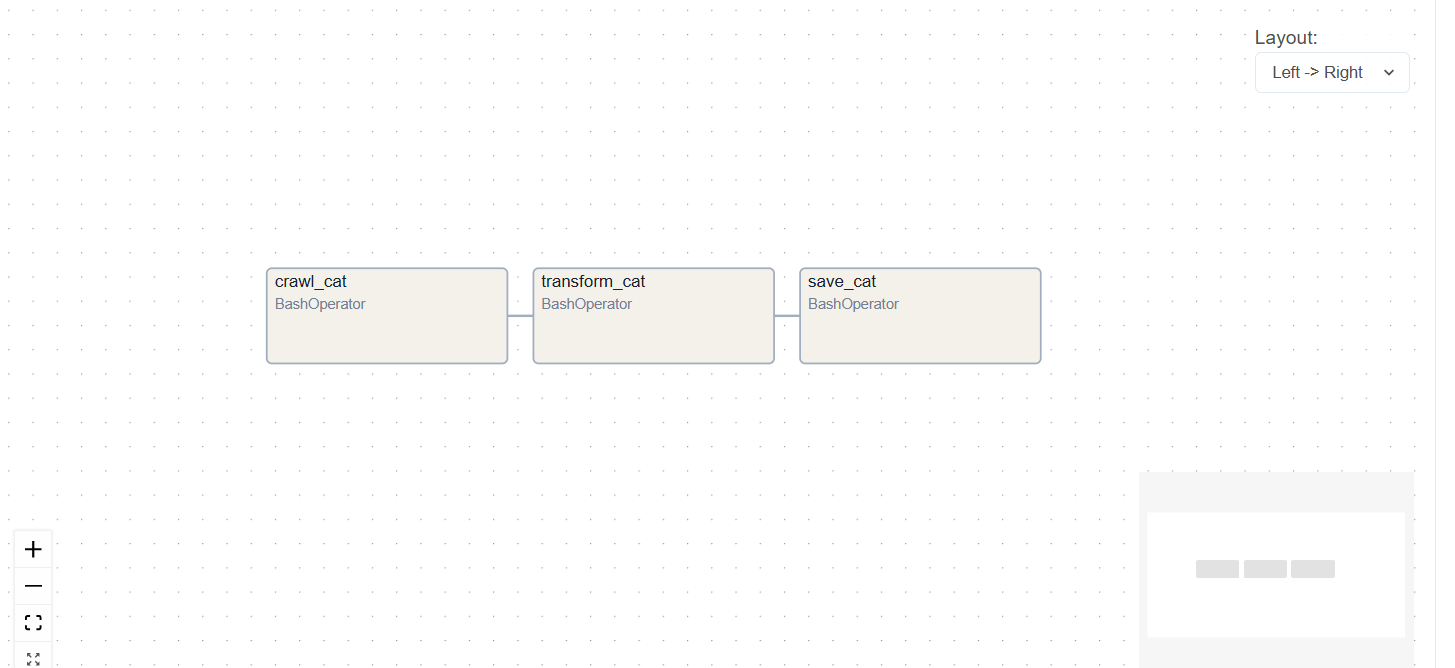 Layout:
Left -> Right
crawl_cat
BashOperator
transform_cat
BashOperator
save_cat
BashOperator